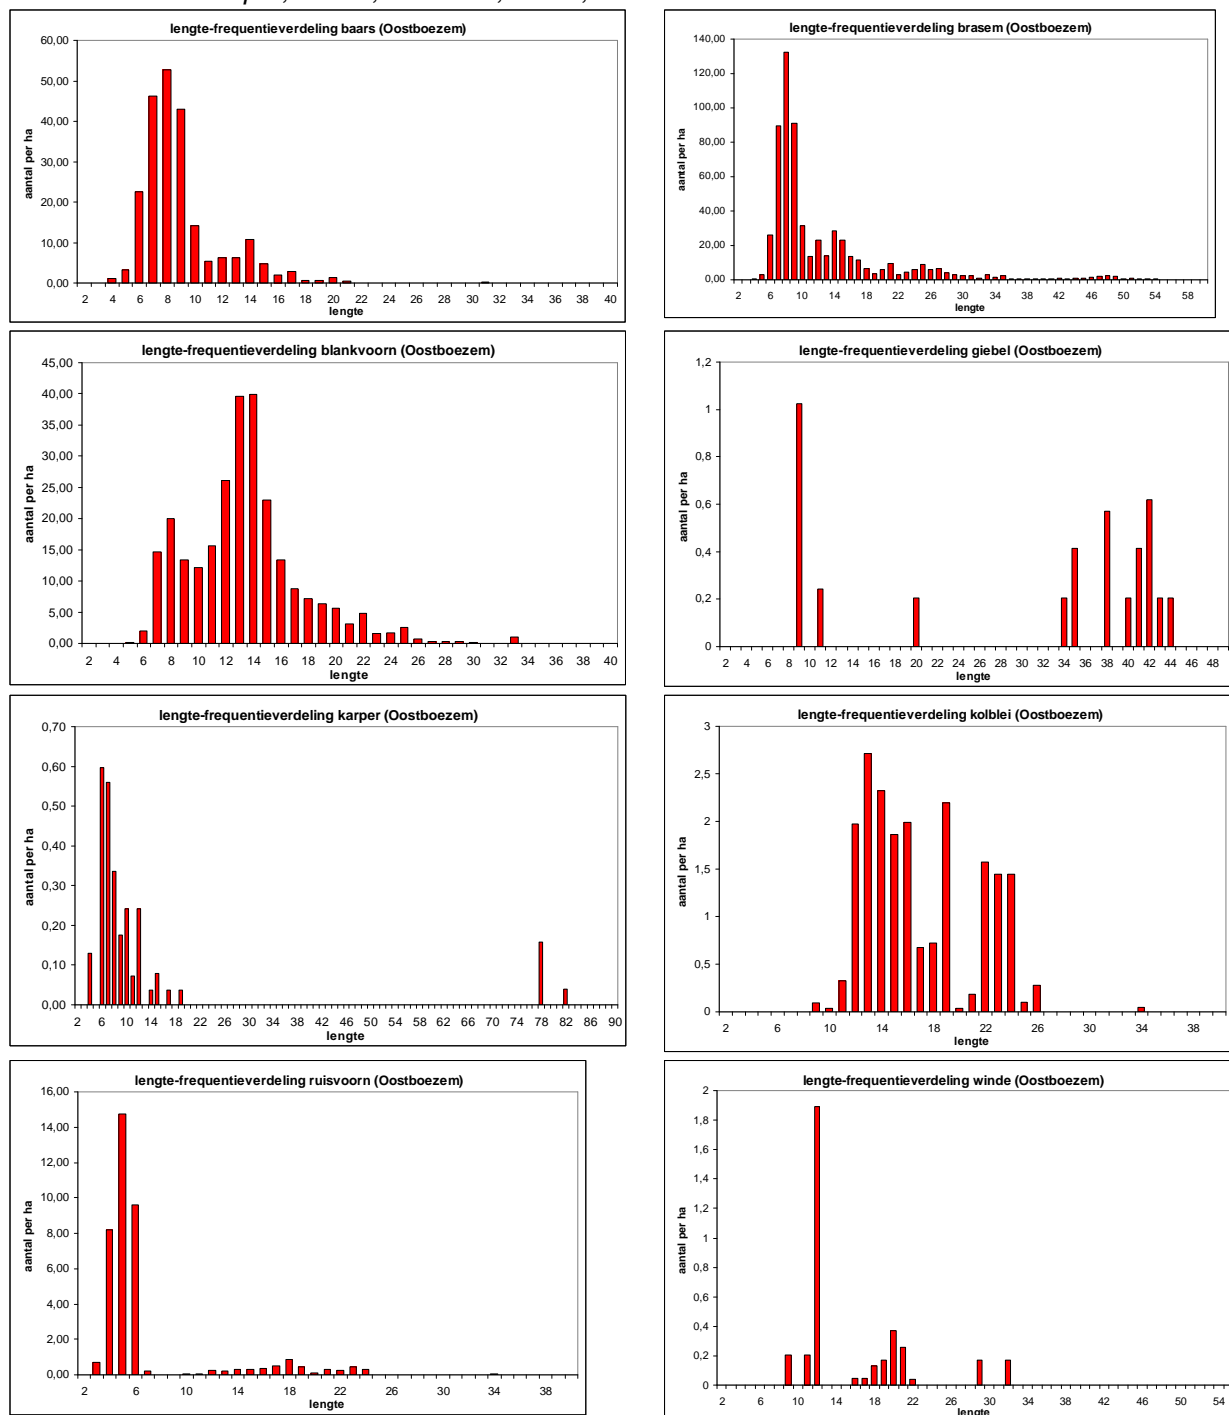 lengte-frequentieverdeling baars (Oostboezem)
60,00
50,00
40,00
30,00
20,00
10,00
0,00
aantal per ha
2 4 6 8 10 12 14 16 18 20 22 24 26 28 30 32 34 36 38 40
lengte
lengte-frequentieverdeling brasem (Oostboezem)
140,00
120,00
100,00
80,00
60,00
40,00
20,00
0,00
aantal per ha
2 6 10 14 18 22 26 30 34 38 42 46 50 54 58
lengte
lengte-frequentieverdeling blankvoorn (Oostboezem)
45,00
40,00
35,00
30,00
25,00
20,00
15,00
10,00
5,00
0,00
aantal per ha
2 4 6 8 10 12 14 16 18 20 22 24 26 28 30 32 34 36 38 40
lengte
lengte-frequentieverdeling giebel (Oostboezem)
1,2
1
0,8
0,6
0,4
0,2
0
aantal per ha
2 4 6 8 10 12 14 16 18 20 22 24 26 28 30 32 34 36 38 40 42 44 46 48
lengte
lengte-frequentieverdeling karper (Oostboezem)
0,70
0,60
0,50
0,40
0,30
0,20
0,10
0,00
aantal per ha
2 6 10 14 18 22 26 30 34 38 42 46 50 54 58 62 66 70 74 78 82 86 90
lengte
lengte-frequentieverdeling kolblei (Oostboezem)
3
2,5
2
1,5
1
0,5
0
aantal per ha
2 6 10 14 18 22 26 30 34 38
lengte
lengte-frequentieverdeling ruisvoorn (Oostboezem)
16,00
14,00
12,00
10,00
8,00
6,00
4,00
2,00
0,00
aantal per ha
2 6 10 14 18 22 26 30 34 38
lengte
lengte-frequentieverdeling winde (Oostboezem)
2
1,8
1,6
1,4
1,2
1
0,8
0,6
0,4
0,2
0
aantal per ha
2 4 6 8 10 12 14 16 18 20 22 24 26 28 30 32 34 36 38 40 42 44 46 48 50 52 54
lengte